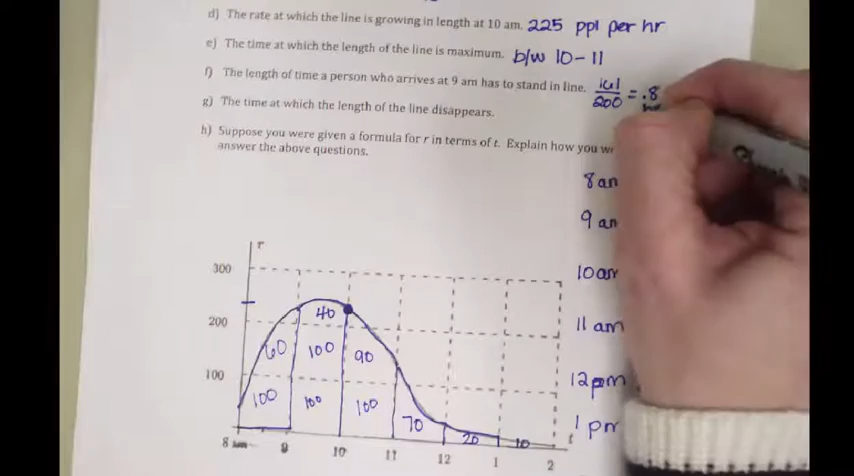 d) The rate at which the line is growing in length at 10 am. 225 ppl per hr
e) The time at which the length of the line is maximum. b/w 10 - 11
f) The length of time a person who arrives at 9 am has to stand in line. 161/200 = .8
g) The time at which the length of the line disappears.
h) Suppose you were given a formula for r in terms of t. Explain how you
answer the above questions.
8 am
9 am
10 am
11 am
12 pm
1 pm
r
300
200
100
40
60 100 90
100 100 100 70 20 10
8 am 9 10 11 12 1 2
t